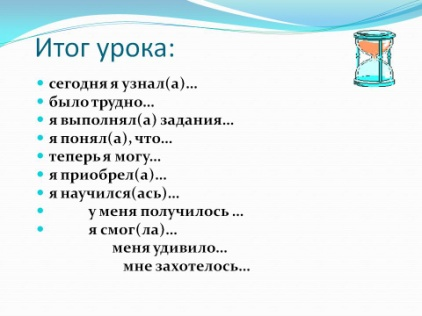 Итог урока:
сегодня я узнал(а)…
было трудно…
я выполнял(а) задания…
я понял(а), что…
теперь я могу…
я приобрел(а)…
я научился(ась)…
у меня получилось …
я смог(ла)…
меня удивило…
мне захотелось…